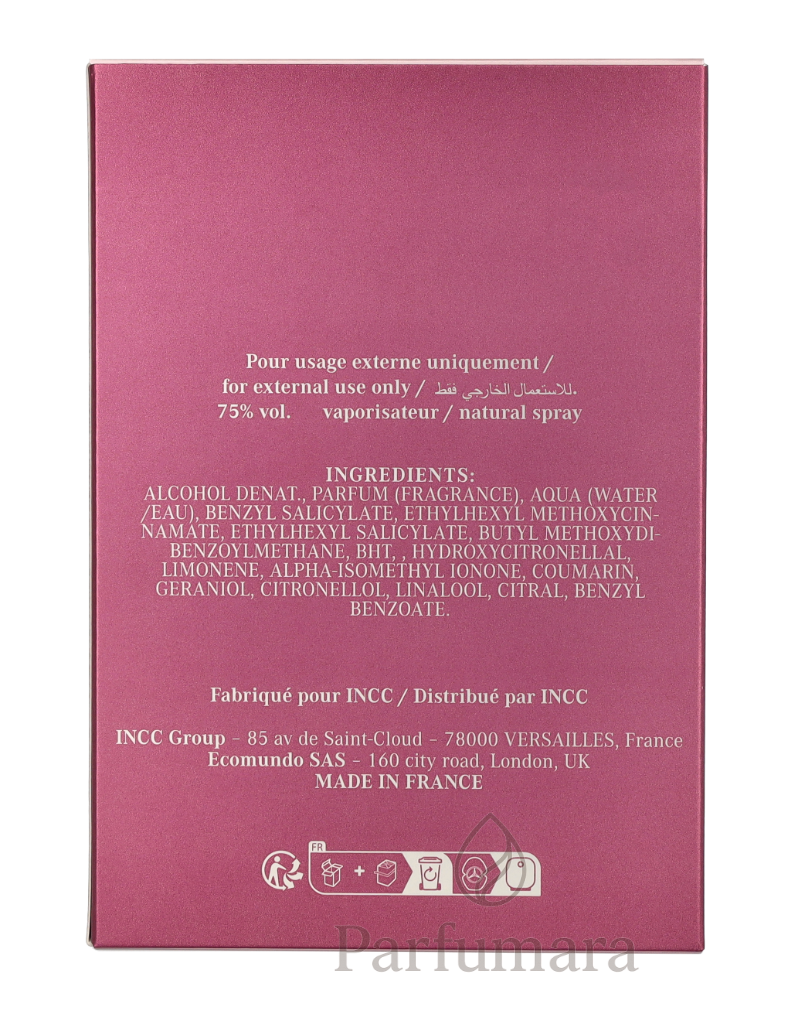 Pour usage externe uniquement /
for external use only / للاستعمال الخارجي فقط.
75% vol. vaporisateur / natural spray
INGREDIENTS:
ALCOHOL DENAT., PARFUM (FRAGRANCE), AQUA (WATER
/EAU), BENZYL SALICYLATE, ETHYLHEXYL METHOXYCIN-
NAMATE, ETHYLHEXYL SALICYLATE, BUTYL METHOXYDI-
BENZOYLMETHANE, BHT, , HYDROXYCITRONELLAL,
LIMONENE, ALPHA-ISOMETHYL IONONE, COUMARIN,
GERANIOL, CITRONELLOL, LINALOOL, CITRAL, BENZYL
BENZOATE.
Fabriqué pour INCC / Distribué par INCC
INCC Group – 85 av de Saint-Cloud – 78000 VERSAILLES, France
Ecomundo SAS – 160 city road, London, UK
MADE IN FRANCE
FR
+
Parfumara